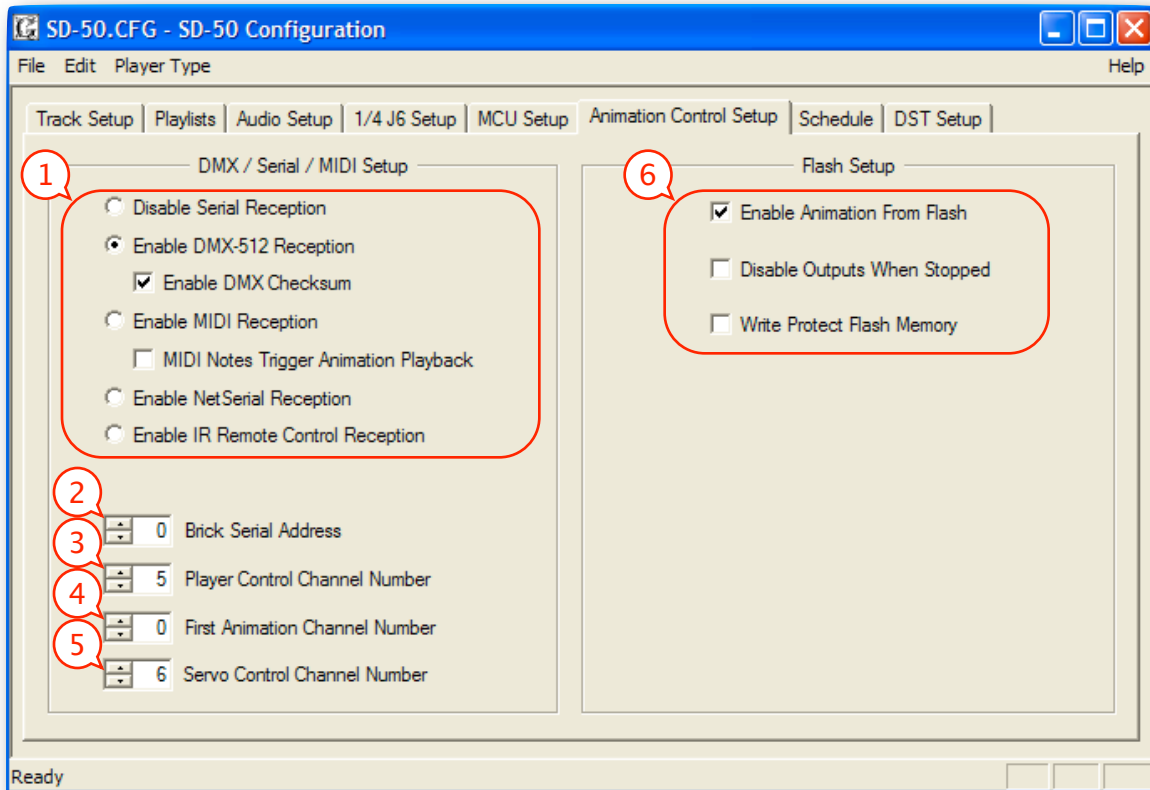 SD-50.CFG - SD-50 Configuration
File Edit Player Type Help
Track Setup Playlists Audio Setup 1/4 J6 Setup MCU Setup Animation Control Setup Schedule DST Setup
DMX / Serial / MIDI Setup
1
Disable Serial Reception
Enable DMX-512 Reception
Enable DMX Checksum
Enable MIDI Reception
MIDI Notes Trigger Animation Playback
Enable NetSerial Reception
Enable IR Remote Control Reception
2
0 Brick Serial Address
3
5 Player Control Channel Number
4
0 First Animation Channel Number
5
6 Servo Control Channel Number
Flash Setup
6
Enable Animation From Flash
Disable Outputs When Stopped
Write Protect Flash Memory
Ready